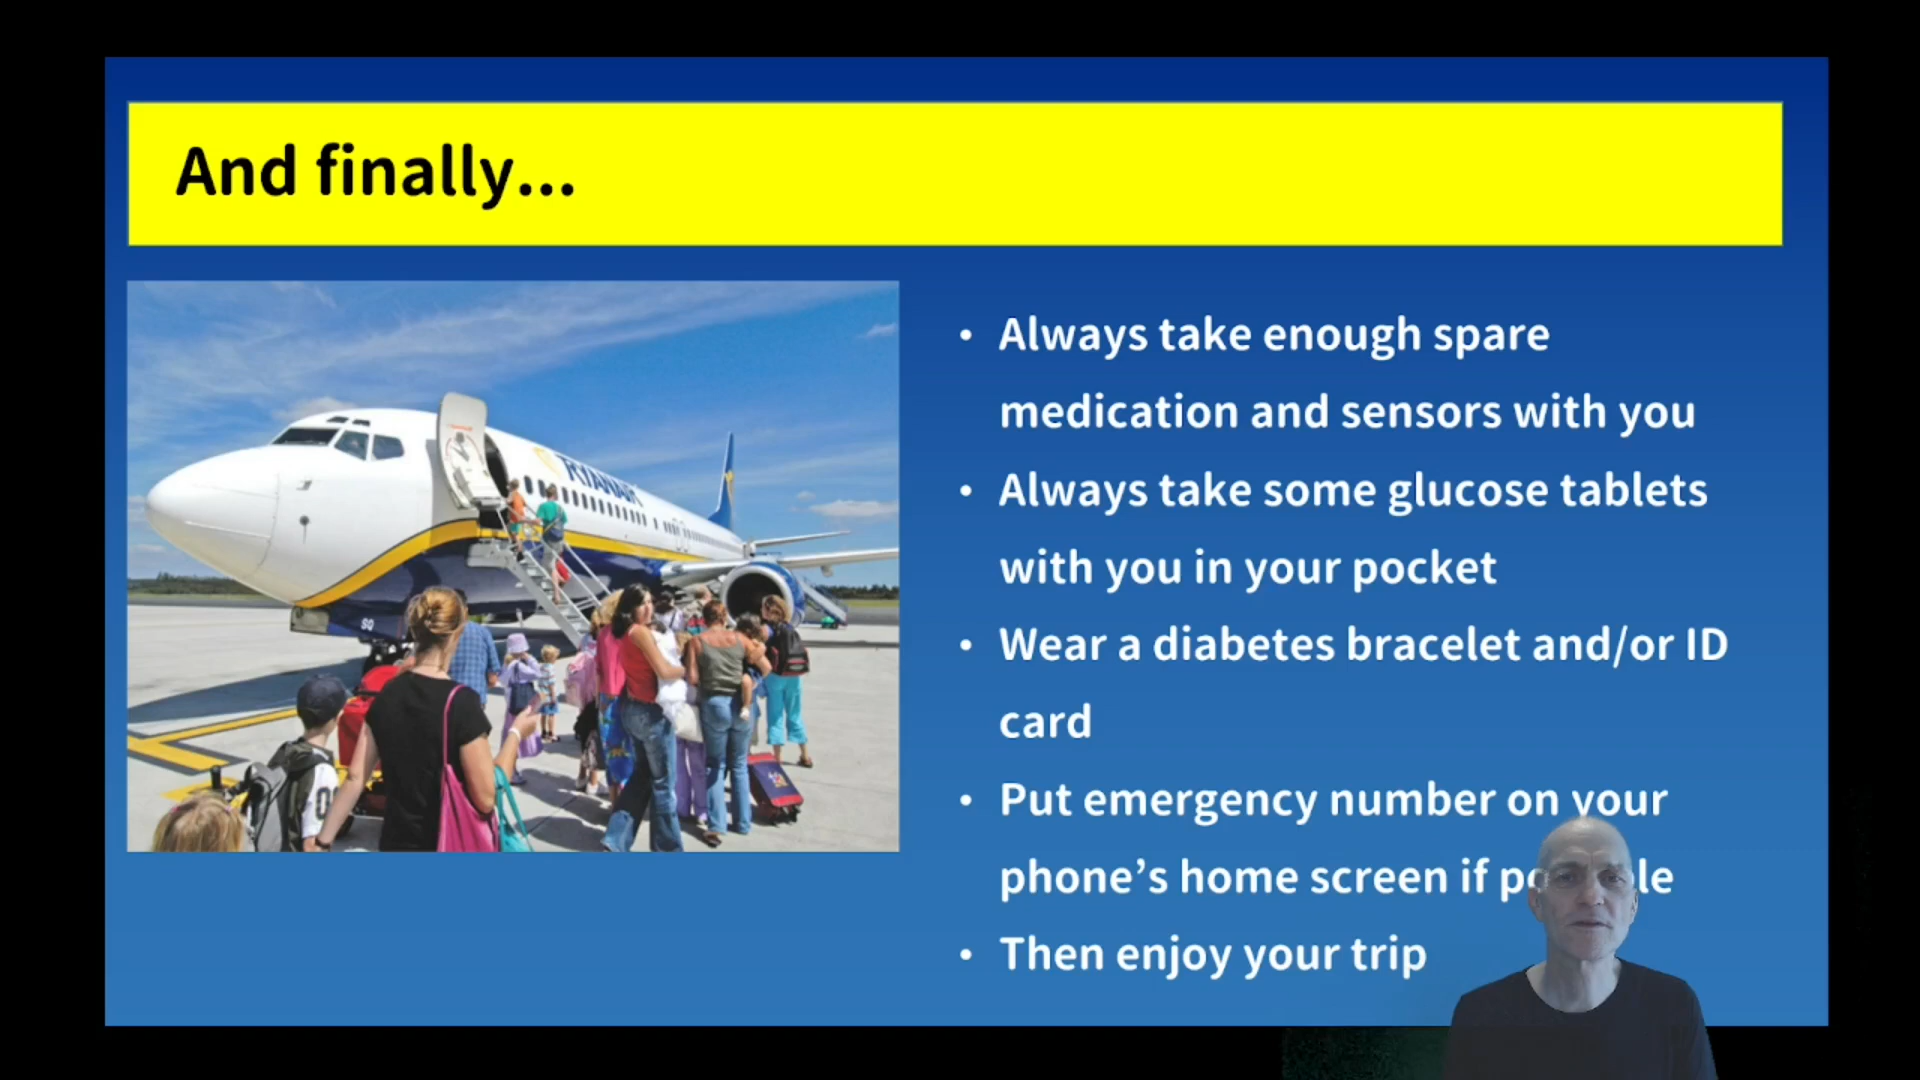 And finally...
RYANAIR
SQ
• Always take enough spare
medication and sensors with you
• Always take some glucose tablets
with you in your pocket
• Wear a diabetes bracelet and/or ID
card
• Put emergency number on your
phone's home screen if
• Then enjoy your trip